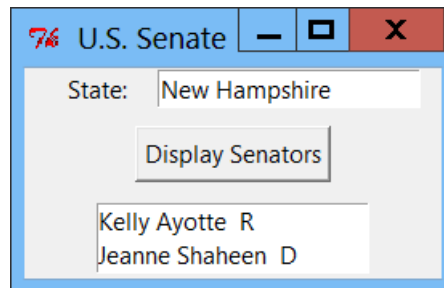 U.S. Senate
State: New Hampshire
Display Senators
Kelly Ayotte R
Jeanne Shaheen D